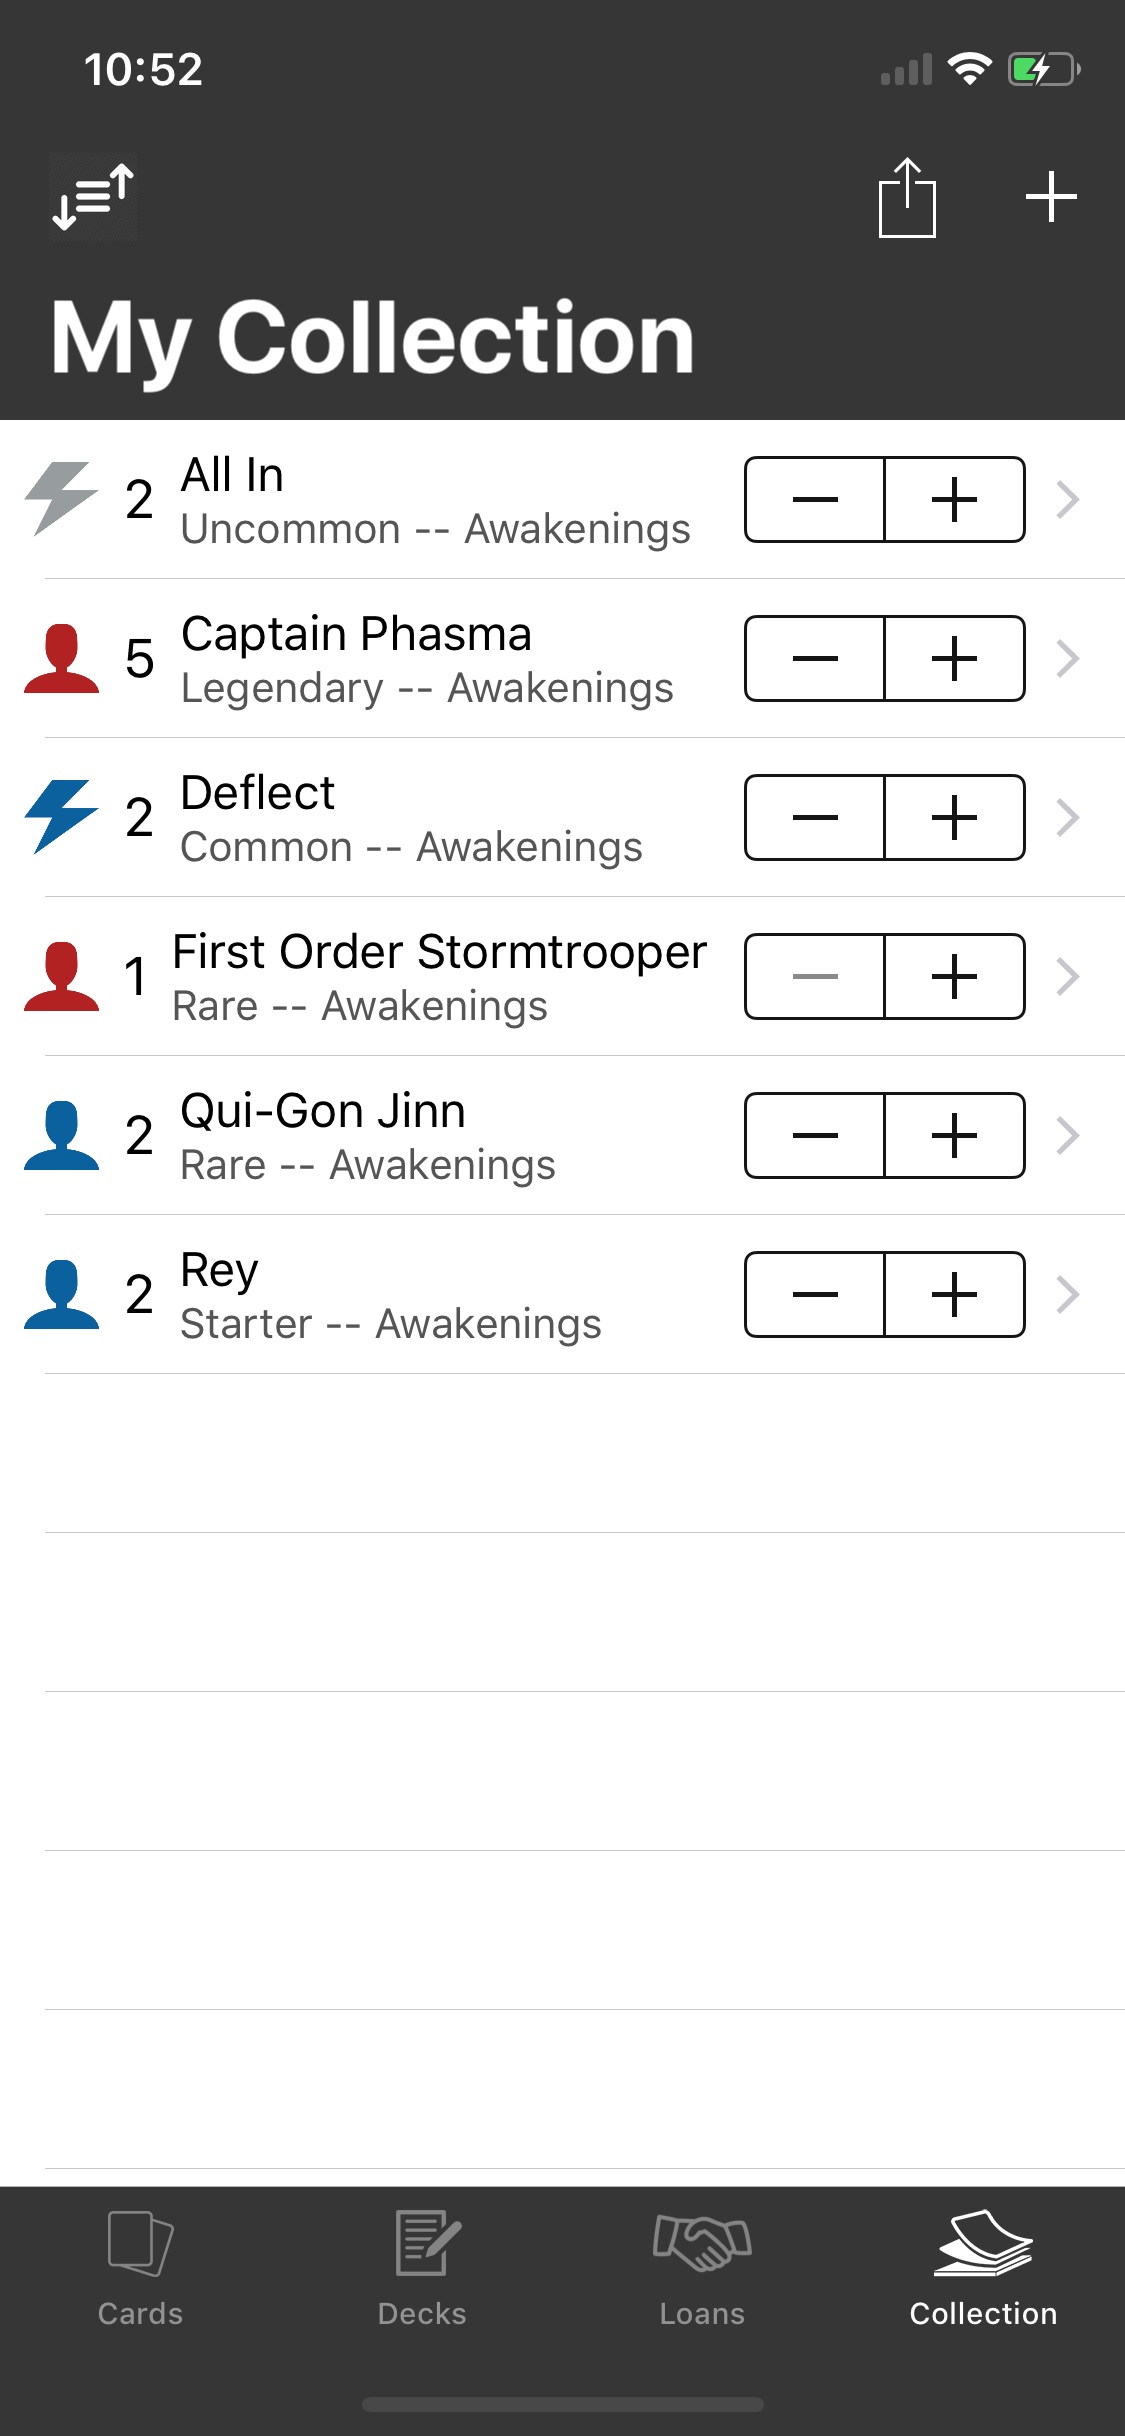 10:52
My Collection
2
All In
Uncommon -- Awakenings
5
Captain Phasma
Legendary -- Awakenings
2
Deflect
Common -- Awakenings
1
First Order Stormtrooper
Rare -- Awakenings
2
Qui-Gon Jinn
Rare -- Awakenings
2
Rey
Starter -- Awakenings
Cards
Decks
Loans
Collection